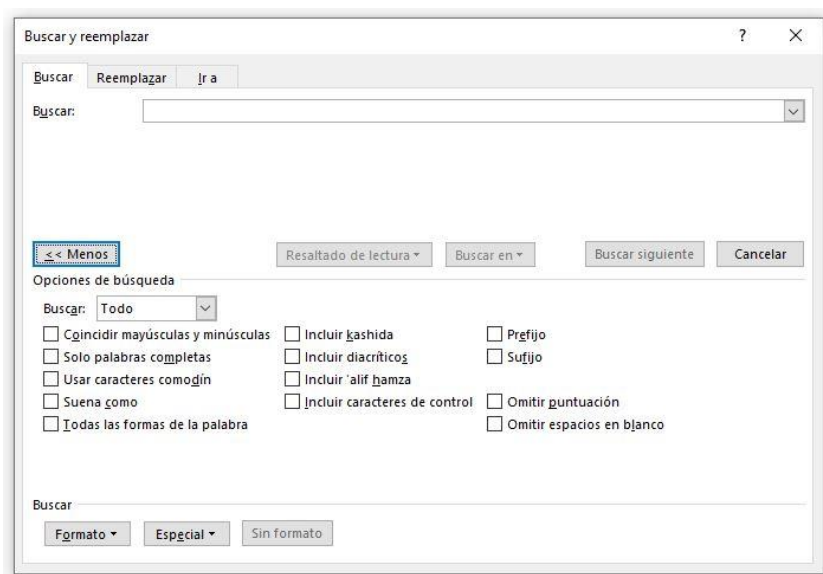 Buscar y reemplazar ? ×
Buscar Reemplazar Ir a
Buscar:
<< Menos Resaltado de lectura Buscar en Buscar siguiente Cancelar
Opciones de búsqueda
Buscar: Todo
Coincidir mayúsculas y minúsculas Incluir kashida Prefijo
Solo palabras completas Incluir diacríticos Sufijo
Usar caracteres comodín Incluir 'alif hamza
Suena como Incluir caracteres de control Omitir puntuación
Todas las formas de la palabra Omitir espacios en blanco
Buscar
Formato Especial Sin formato